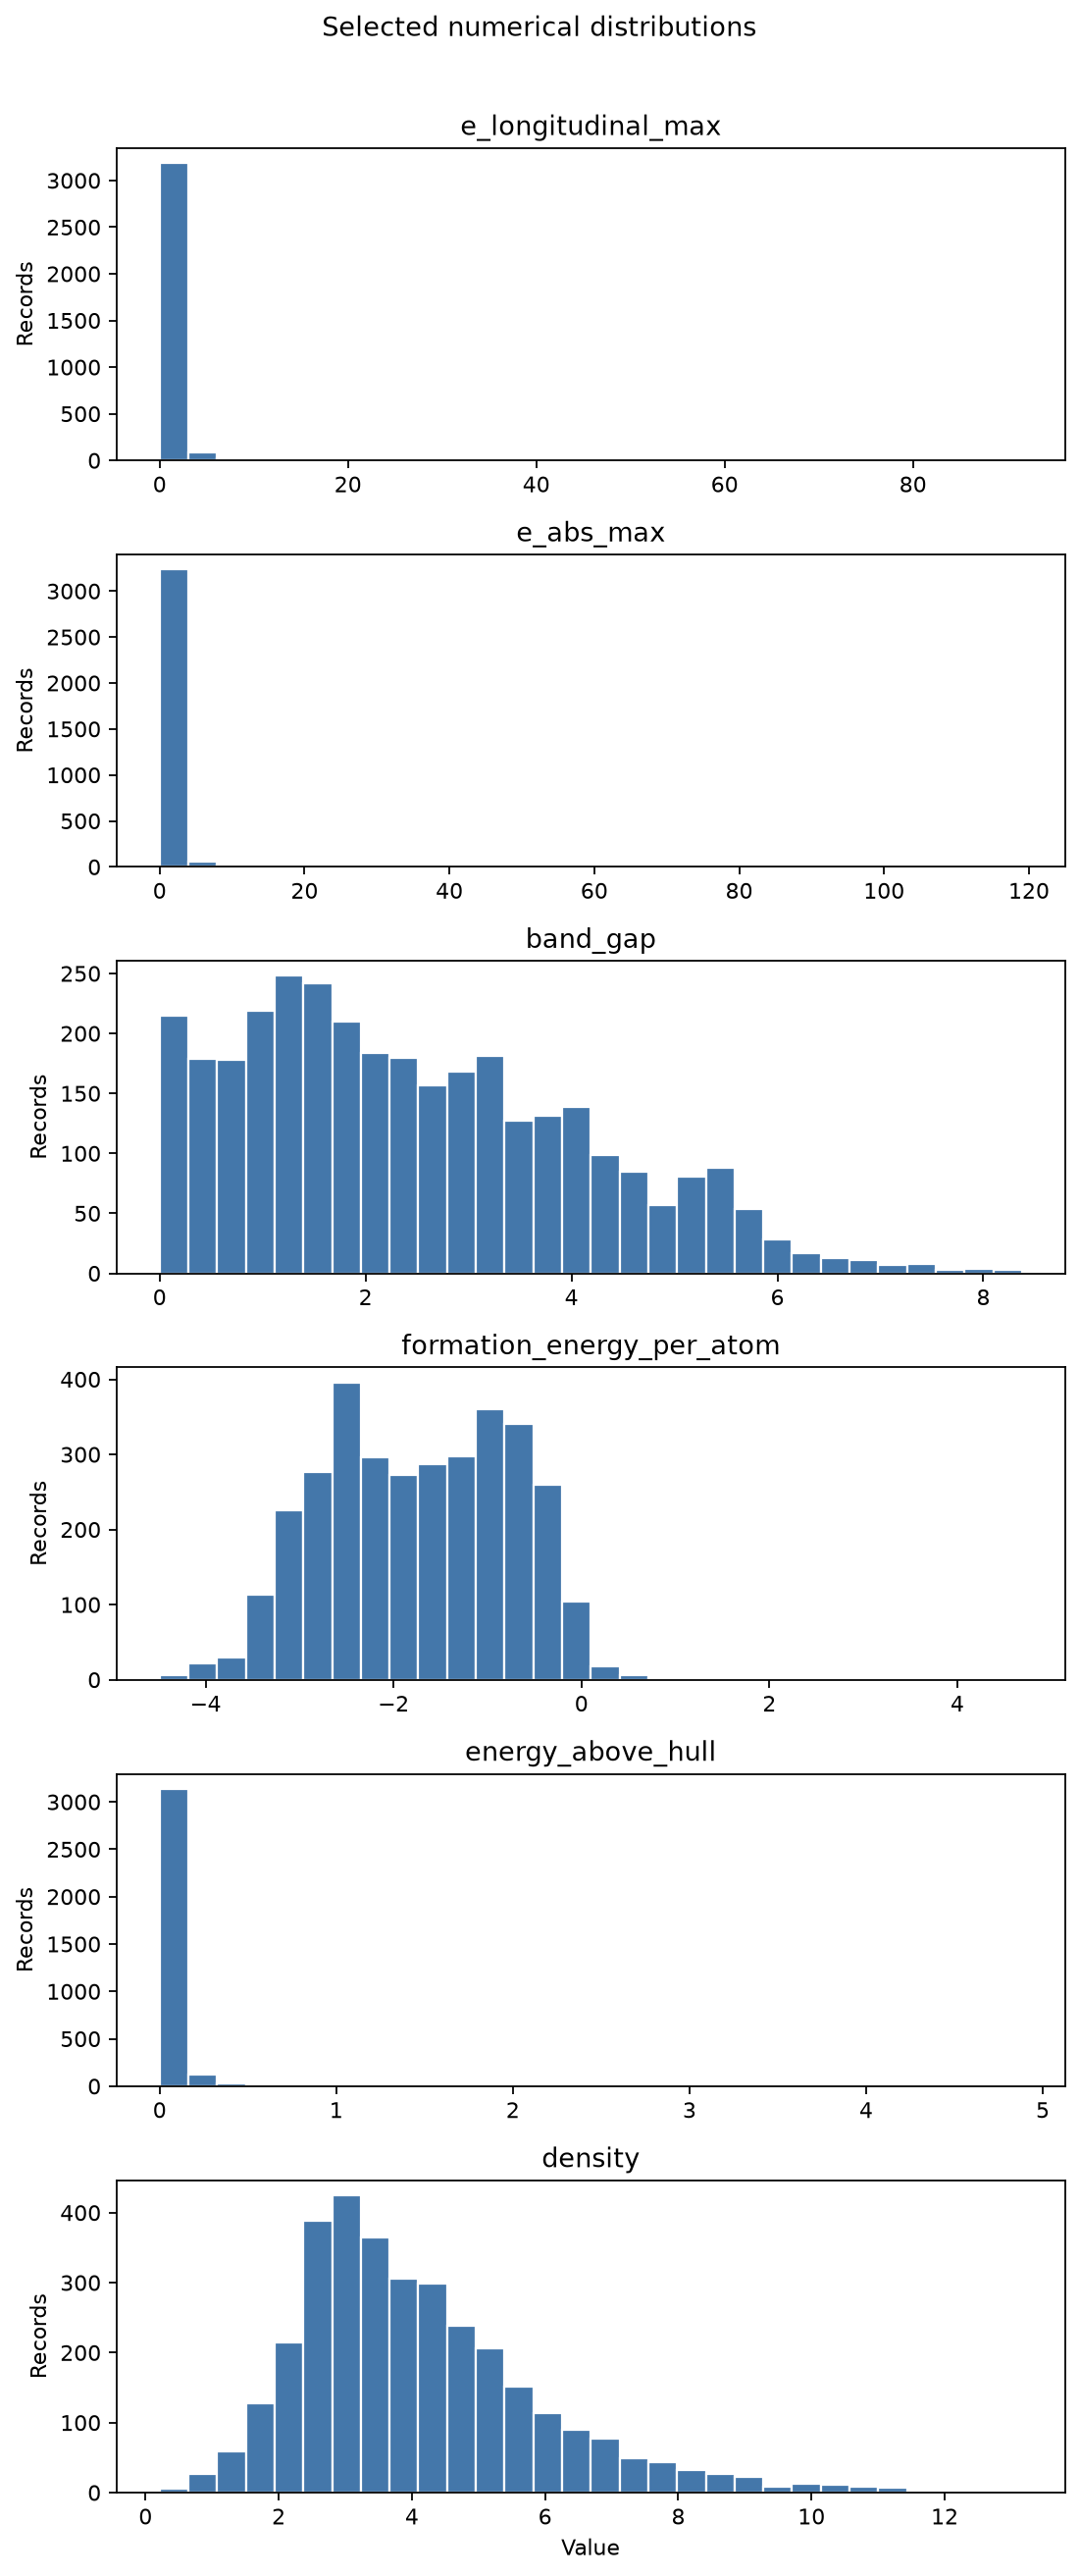 Selected numerical distributions
e_longitudinal_max
Records
3000
2500
2000
1500
1000
500
0
0 20 40 60 80
e_abs_max
Records
3000
2500
2000
1500
1000
500
0
0 20 40 60 80 100 120
band_gap
Records
250
200
150
100
50
0
0 2 4 6 8
formation_energy_per_atom
Records
400
300
200
100
0
−4 −2 0 2 4
energy_above_hull
Records
3000
2500
2000
1500
1000
500
0
0 1 2 3 4 5
density
Records
400
300
200
100
0
0 2 4 6 8 10 12
Value